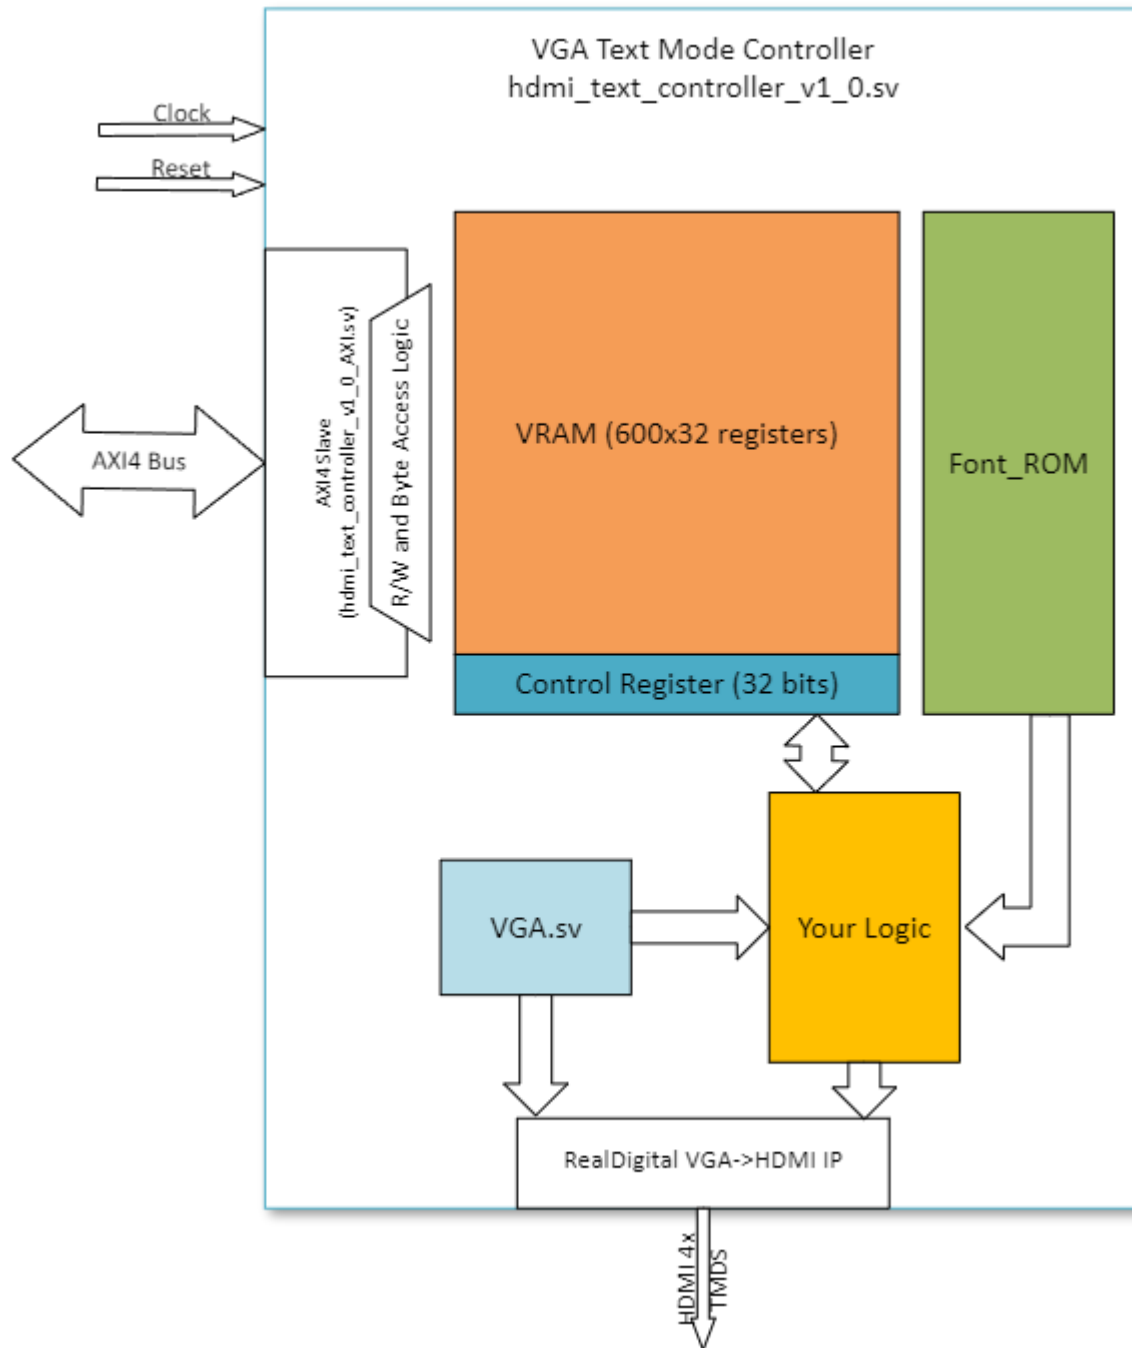 VGA Text Mode Controller
hdmi_text_controller_v1_0.sv
Clock
Reset
AXI4 Bus
AXI4 Slave
(hdmi_text_controller_v1_0_AXI.sv)
R/W and Byte Access Logic
VRAM (600x32 registers)
Font_ROM
Control Register (32 bits)
VGA.sv
Your Logic
RealDigital VGA->HDMI IP
HDMI 4x
TMDS